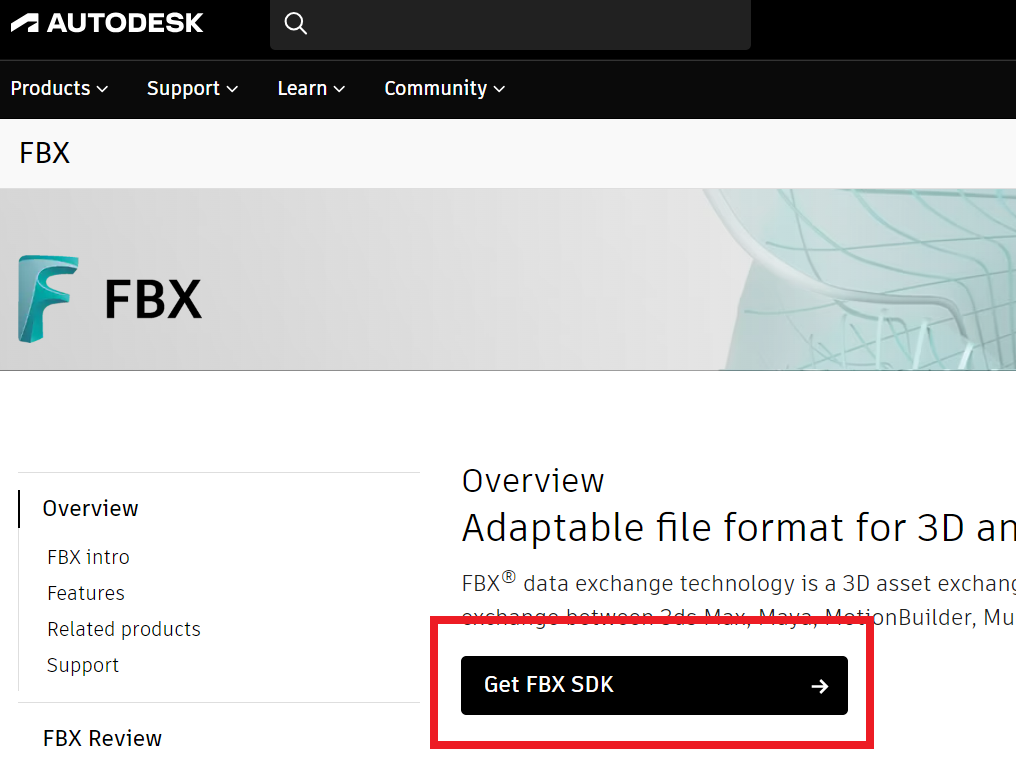 AUTODESK
Products Support Learn Community
FBX
FBX
Overview
FBX intro
Features
Related products
Support
FBX Review
Overview
Adaptable file format for 3D an
FBX® data exchange technology is a 3D asset exchang
exchange between 3ds Max, Maya, MotionBuilder, Mu
Get FBX SDK